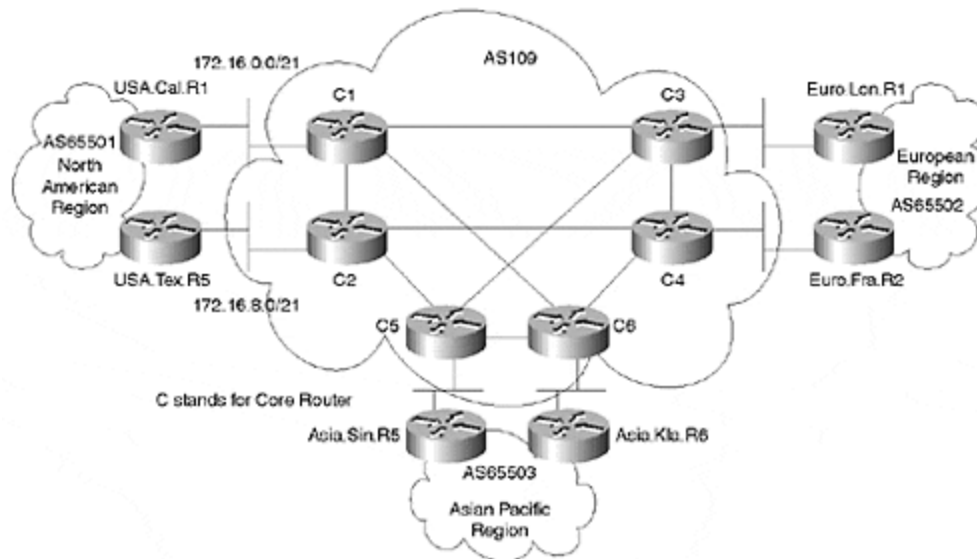 172.16.0.0/21
AS109
USA.Cal.R1
C1
C3
Euro.Lon.R1
AS65501
North
American
Region
European
Region
AS65502
USA.Tex.R5
C2
C4
Euro.Fra.R2
172.16.8.0/21
C5
C6
C stands for Core Router
Asia.Sin.R5
Asia.Kla.R6
AS65503
Asian Pacific
Region